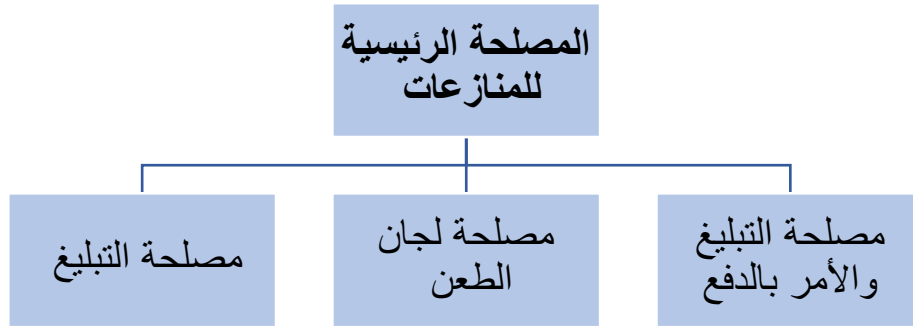 المصلحة الرئيسية
للمنازعات
مصلحة التبليغ
والأمر بالدفع
مصلحة لجان
الطعن
مصلحة التبليغ